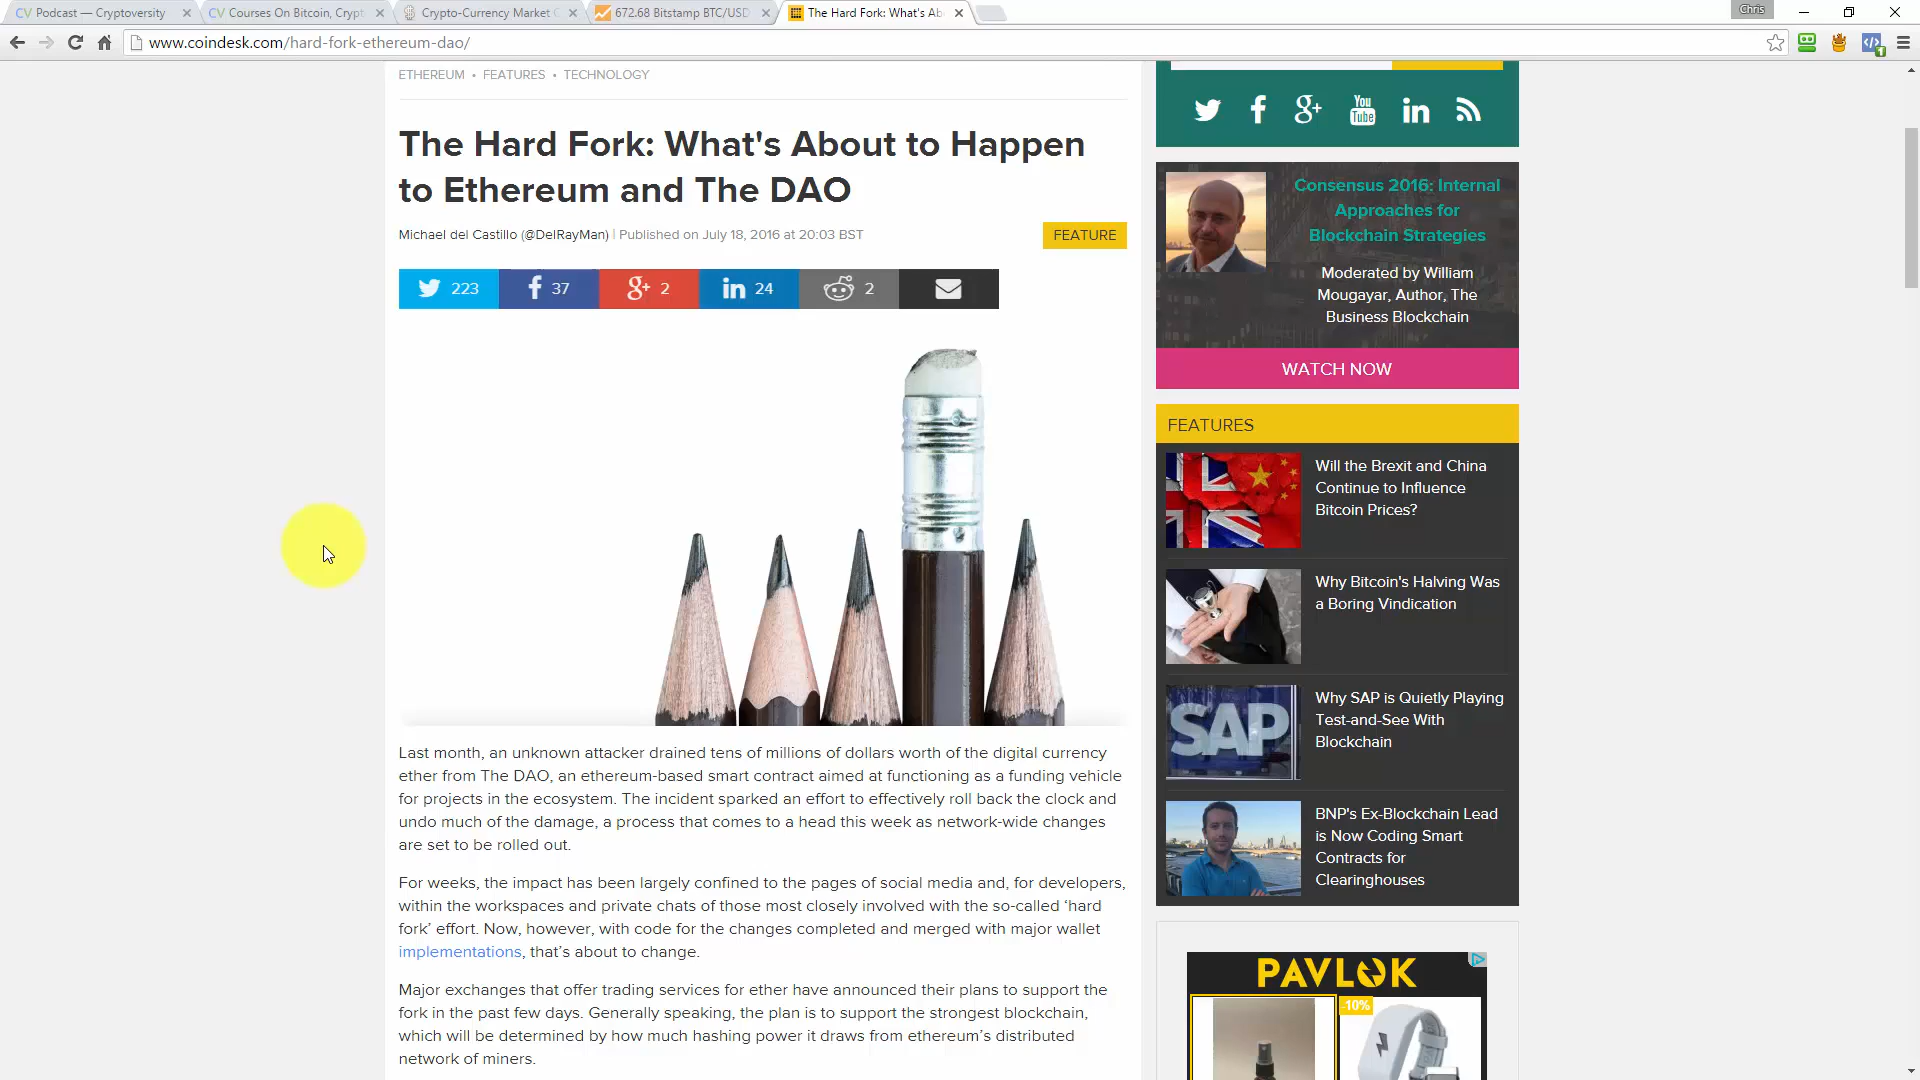 CV Podcast — Cryptoversity
CV Courses On Bitcoin, Crypt
Crypto-Currency Market C
672.68 Bitstamp BTC/USD
The Hard Fork: What's Ab
Chris
www.coindesk.com/hard-fork-ethereum-dao/
ETHEREUM • FEATURES • TECHNOLOGY
The Hard Fork: What's About to Happen
to Ethereum and The DAO
Michael del Castillo (@DelRayMan) | Published on July 18, 2016 at 20:03 BST
FEATURE
223
37
2
24
2
Last month, an unknown attacker drained tens of millions of dollars worth of the digital currency
ether from The DAO, an ethereum-based smart contract aimed at functioning as a funding vehicle
for projects in the ecosystem. The incident sparked an effort to effectively roll back the clock and
undo much of the damage, a process that comes to a head this week as network-wide changes
are set to be rolled out.
For weeks, the impact has been largely confined to the pages of social media and, for developers,
within the workspaces and private chats of those most closely involved with the so-called ‘hard
fork’ effort. Now, however, with code for the changes completed and merged with major wallet
implementations, that’s about to change.
Major exchanges that offer trading services for ether have announced their plans to support the
fork in the past few days. Generally speaking, the plan is to support the strongest blockchain,
which will be determined by how much hashing power it draws from ethereum’s distributed
network of miners.
You
Tube
Consensus 2016: Internal
Approaches for
Blockchain Strategies
Moderated by William
Mougayar, Author, The
Business Blockchain
WATCH NOW
FEATURES
Will the Brexit and China
Continue to Influence
Bitcoin Prices?
Why Bitcoin's Halving Was
a Boring Vindication
SAP
Why SAP is Quietly Playing
Test-and-See With
Blockchain
BNP's Ex-Blockchain Lead
is Now Coding Smart
Contracts for
Clearinghouses
PAVLOK
-10%